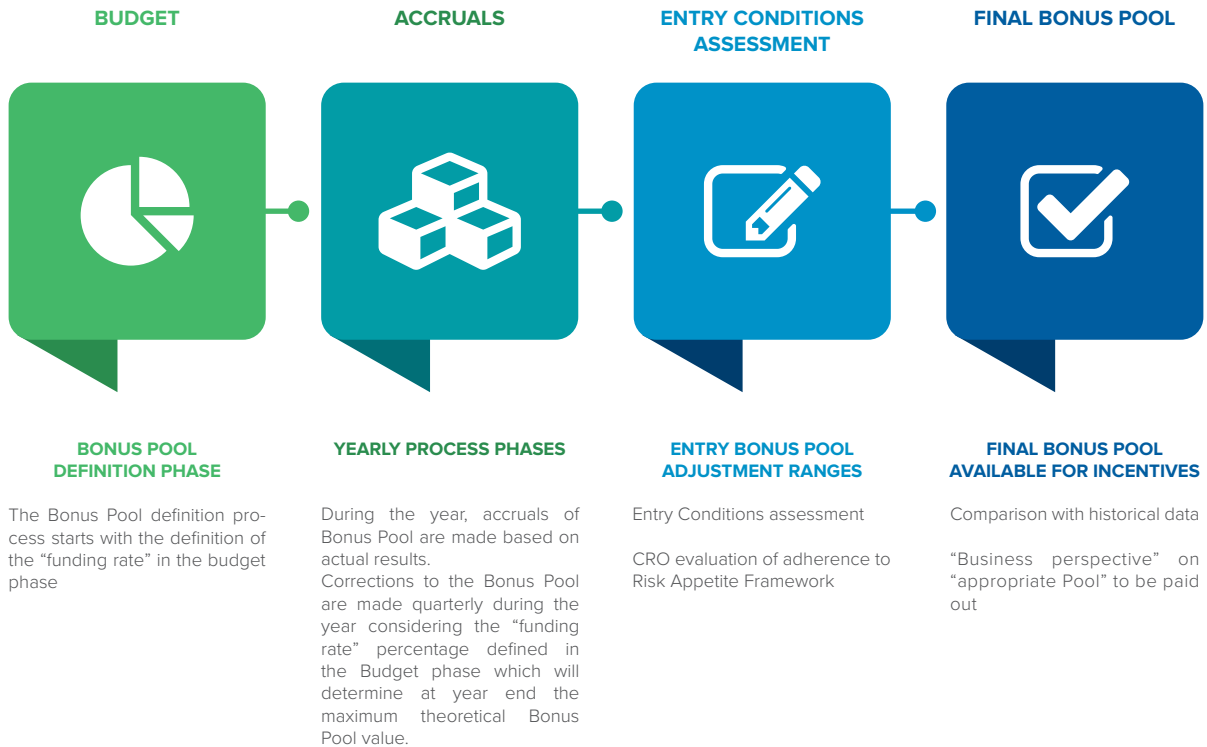 BUDGET
ACCRUALS
ENTRY CONDITIONS
ASSESSMENT
FINAL BONUS POOL
BONUS POOL
DEFINITION PHASE
The Bonus Pool definition pro-
cess starts with the definition of
the “funding rate” in the budget
phase
YEARLY PROCESS PHASES
During the year, accruals of
Bonus Pool are made based on
actual results.
Corrections to the Bonus Pool
are made quarterly during the
year considering the “funding
rate” percentage defined in
the Budget phase which will
determine at year end the
maximum theoretical Bonus
Pool value.
ENTRY BONUS POOL
ADJUSTMENT RANGES
Entry Conditions assessment
CRO evaluation of adherence to
Risk Appetite Framework
FINAL BONUS POOL
AVAILABLE FOR INCENTIVES
Comparison with historical data
“Business perspective” on
“appropriate Pool” to be paid
out